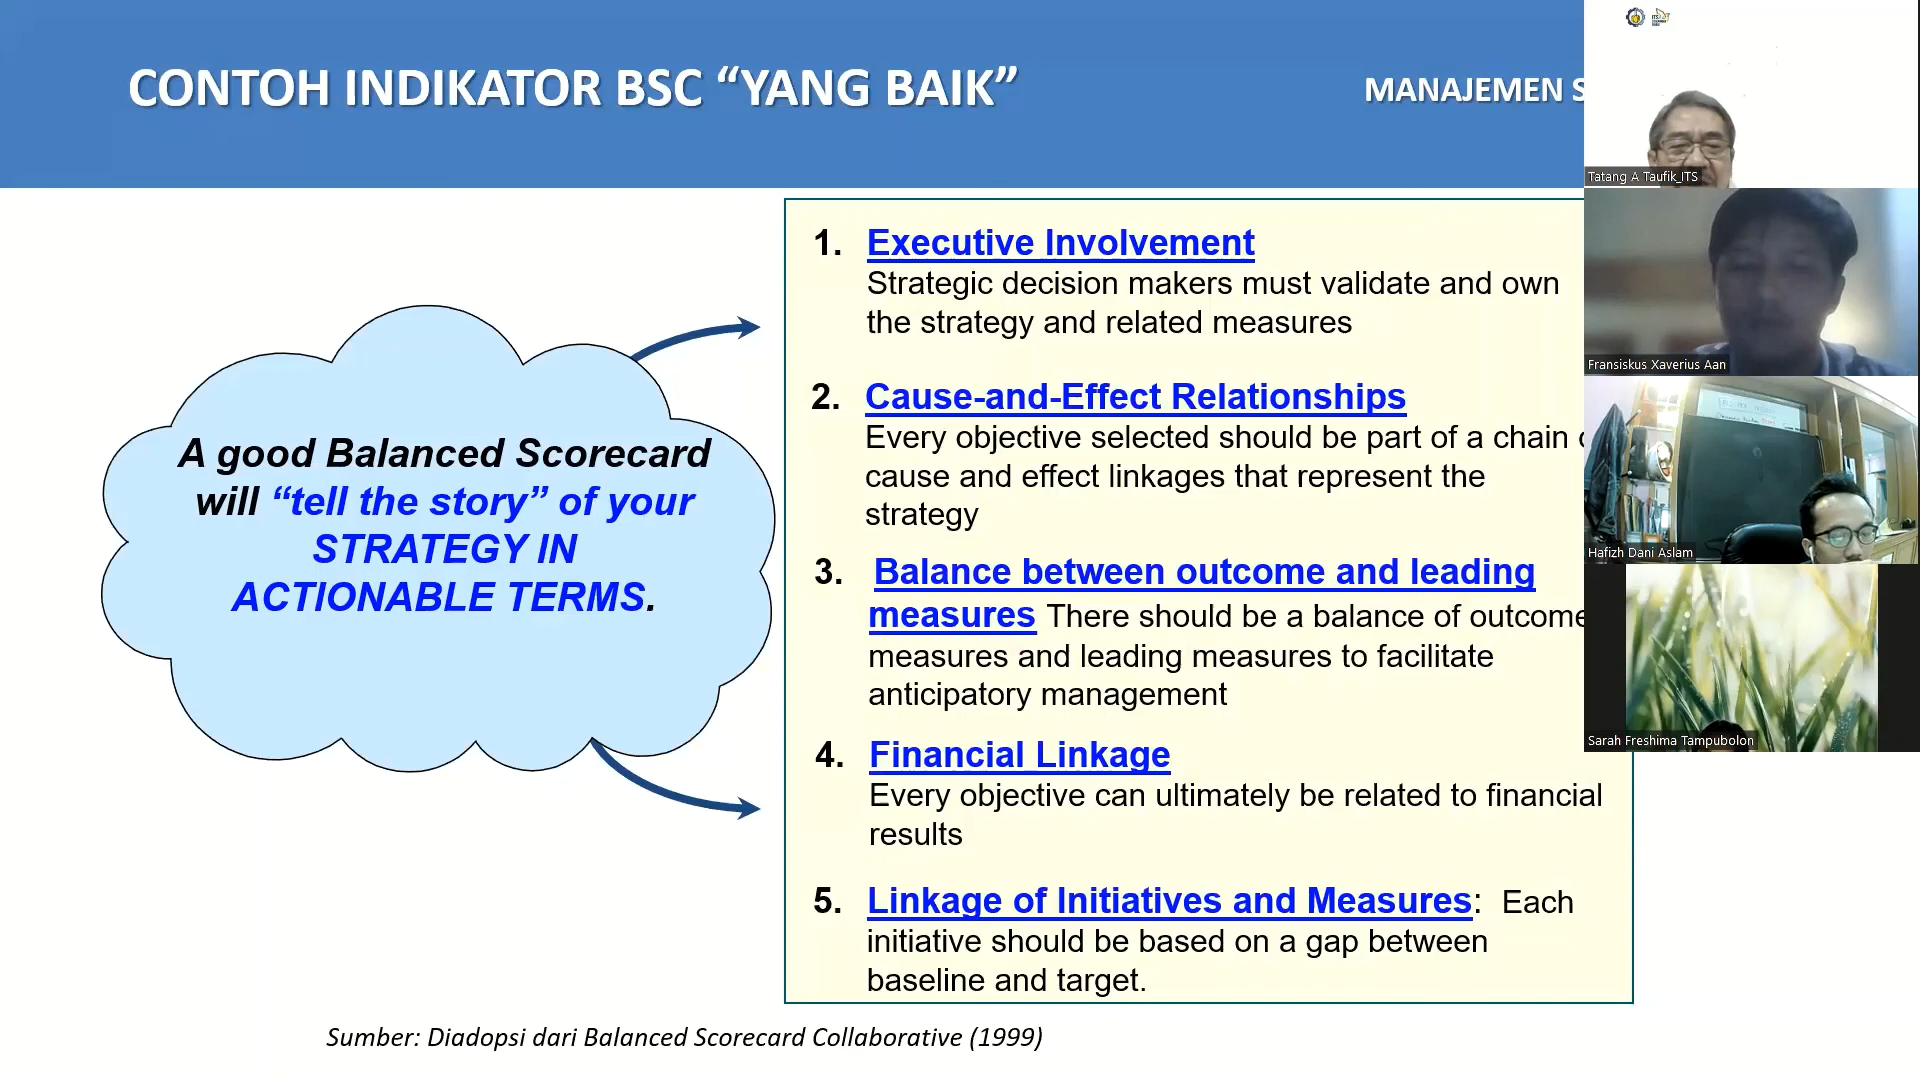 CONTOH INDIKATOR BSC “YANG BAIK”
MANAJEMEN
A good Balanced Scorecard
will “tell the story” of your
STRATEGY IN
ACTIONABLE TERMS.
1. Executive Involvement
Strategic decision makers must validate and own
the strategy and related measures
2. Cause-and-Effect Relationships
Every objective selected should be part of a chain
cause and effect linkages that represent the
strategy
3. Balance between outcome and leading
measures There should be a balance of outcome
measures and leading measures to facilitate
anticipatory management
4. Financial Linkage
Every objective can ultimately be related to financial
results
5. Linkage of Initiatives and Measures: Each
initiative should be based on a gap between
baseline and target.
Sumber: Diadopsi dari Balanced Scorecard Collaborative (1999)
Tatang A Taufik_ITS
Fransiskus Xaverius Aan
Hafizh Dani Aslam
Sarah Freshima Tampubolon